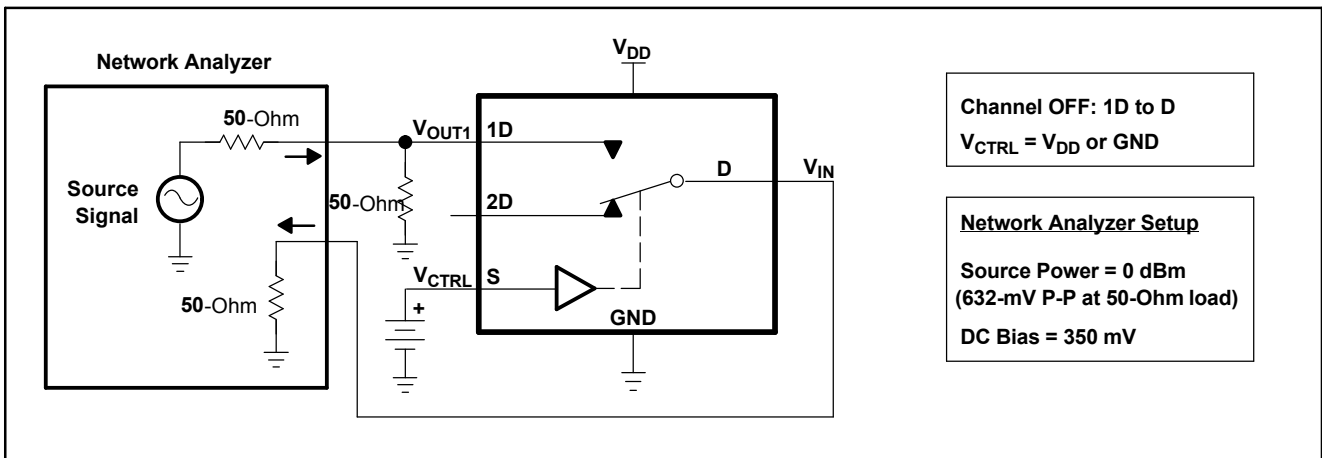 Network Analyzer
50-Ohm
Source
Signal
50-Ohm
50-Ohm
VDD
VOUT1 1D
2D
VCTRL S
+
D
VIN
GND
Channel OFF: 1D to D
VCTRL = VDD or GND
Network Analyzer Setup
Source Power = 0 dBm
(632-mV P-P at 50-Ohm load)
DC Bias = 350 mV